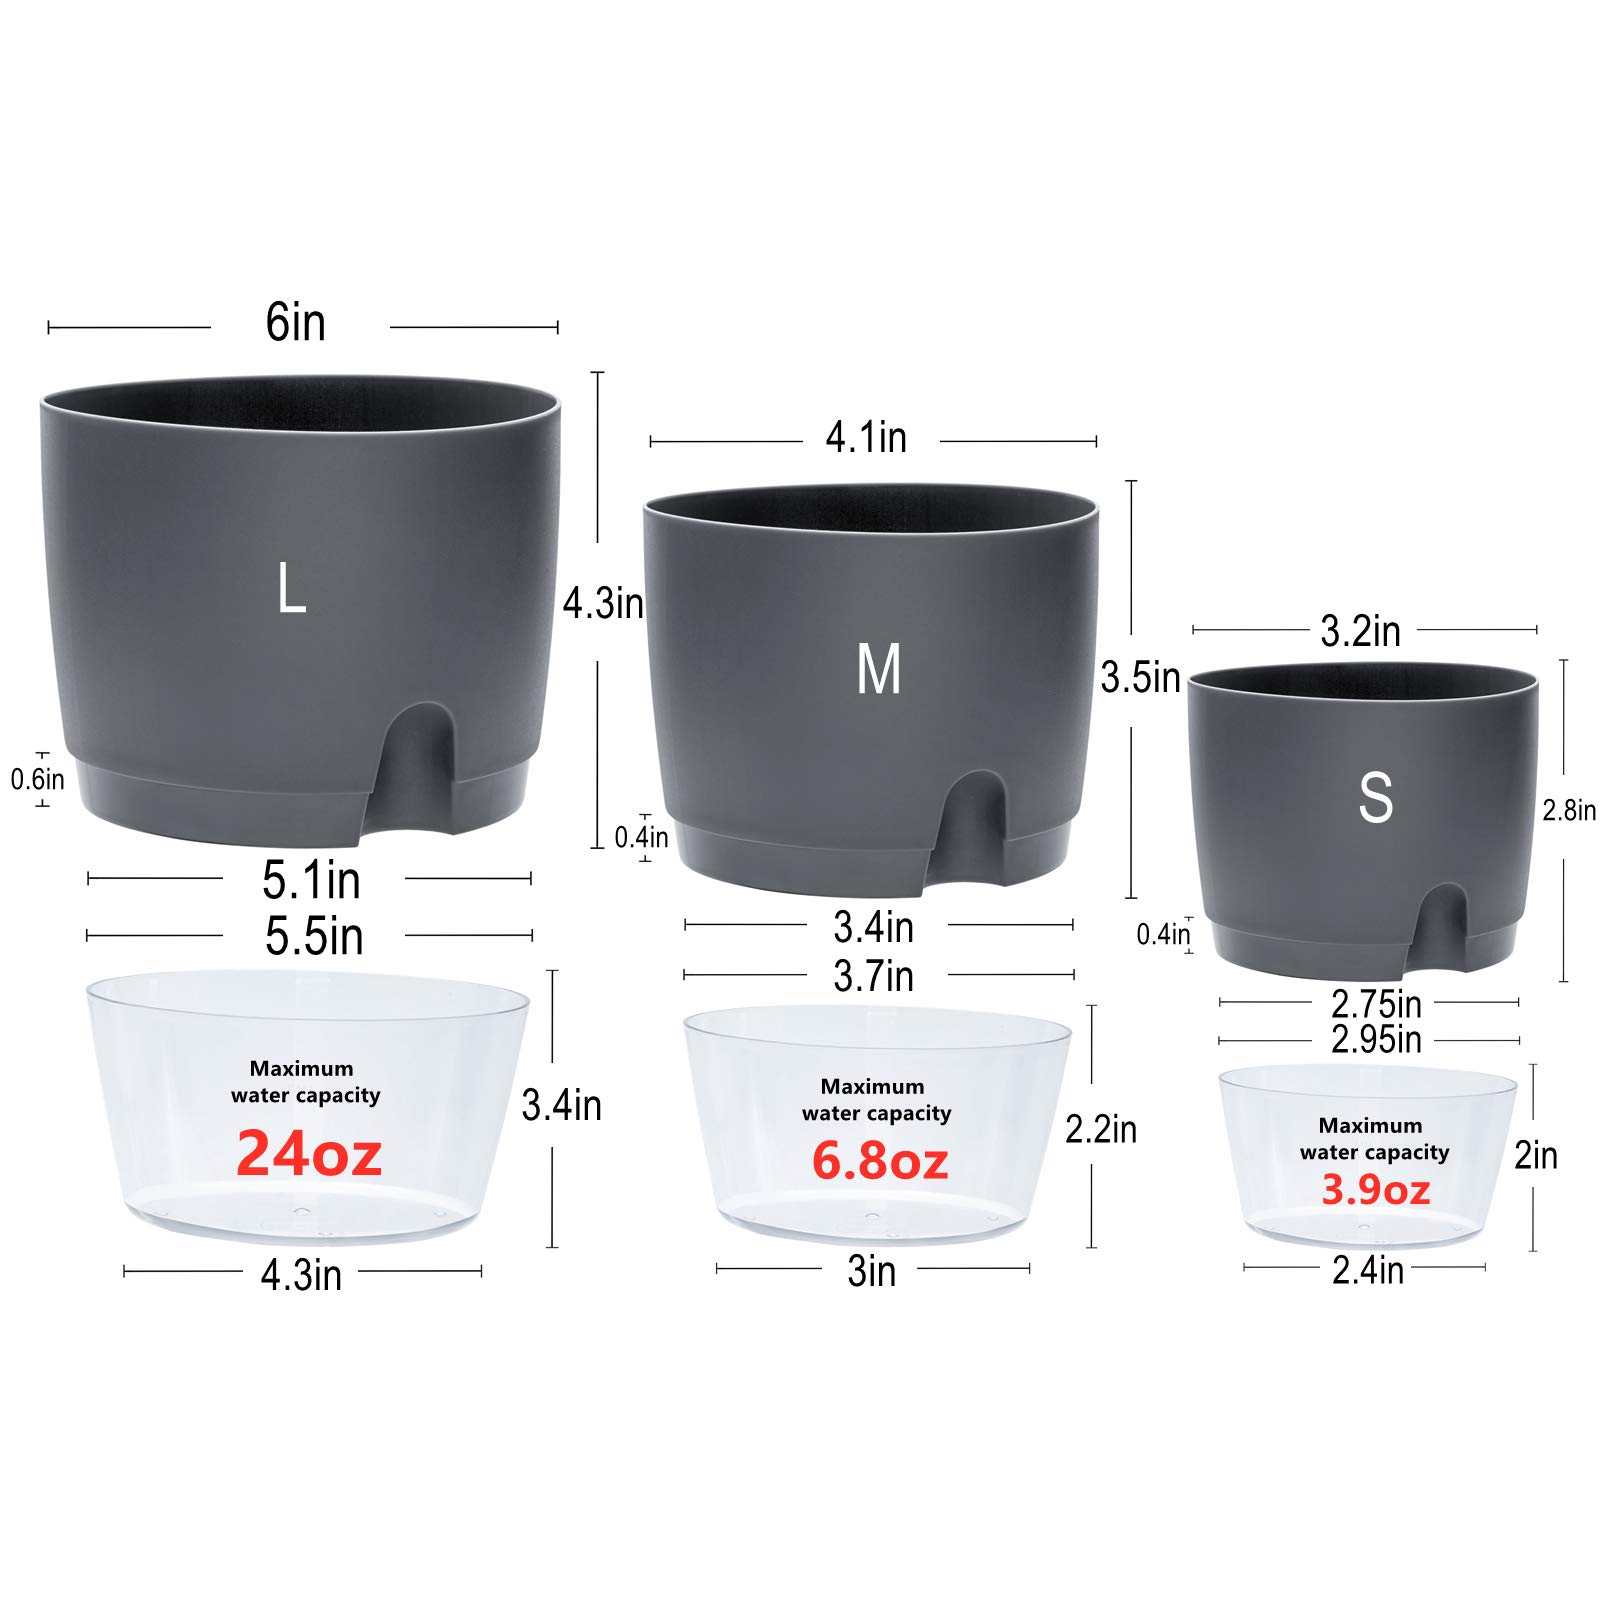 6in
L
4.3in
0.6in
5.1in
5.5in
Maximum
water capacity
24oz
3.4in
4.3in
4.1in
M
3.5in
0.4in
3.4in
3.7in
Maximum
water capacity
6.8oz
2.2in
3in
3.2in
S
2.8in
0.4in
2.75in
2.95in
Maximum
water capacity
3.9oz
2in
2.4in